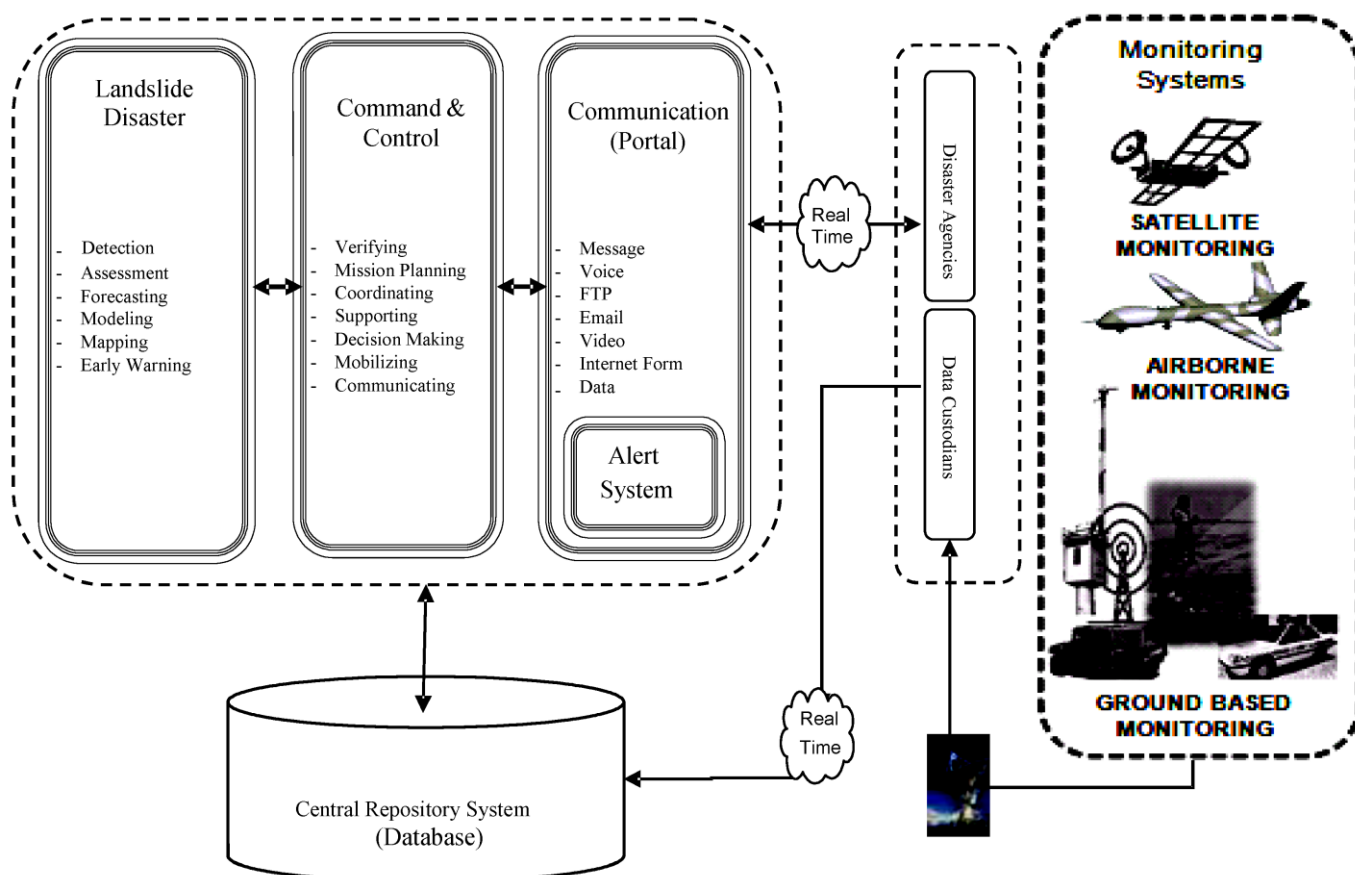 Landslide
Disaster
- Detection
- Assessment
- Forecasting
- Modeling
- Mapping
- Early Warning
Command &
Control
- Verifying
- Mission Planning
- Coordinating
- Supporting
- Decision Making
- Mobilizing
- Communicating
Communication
(Portal)
- Message
- Voice
- FTP
- Email
- Video
- Internet Form
- Data
Alert
System
Real
Time
Disaster Agencies
Data Custodians
Monitoring
Systems
SATELLITE
MONITORING
AIRBORNE
MONITORING
GROUND BASED
MONITORING
Real
Time
Central Repository System
(Database)